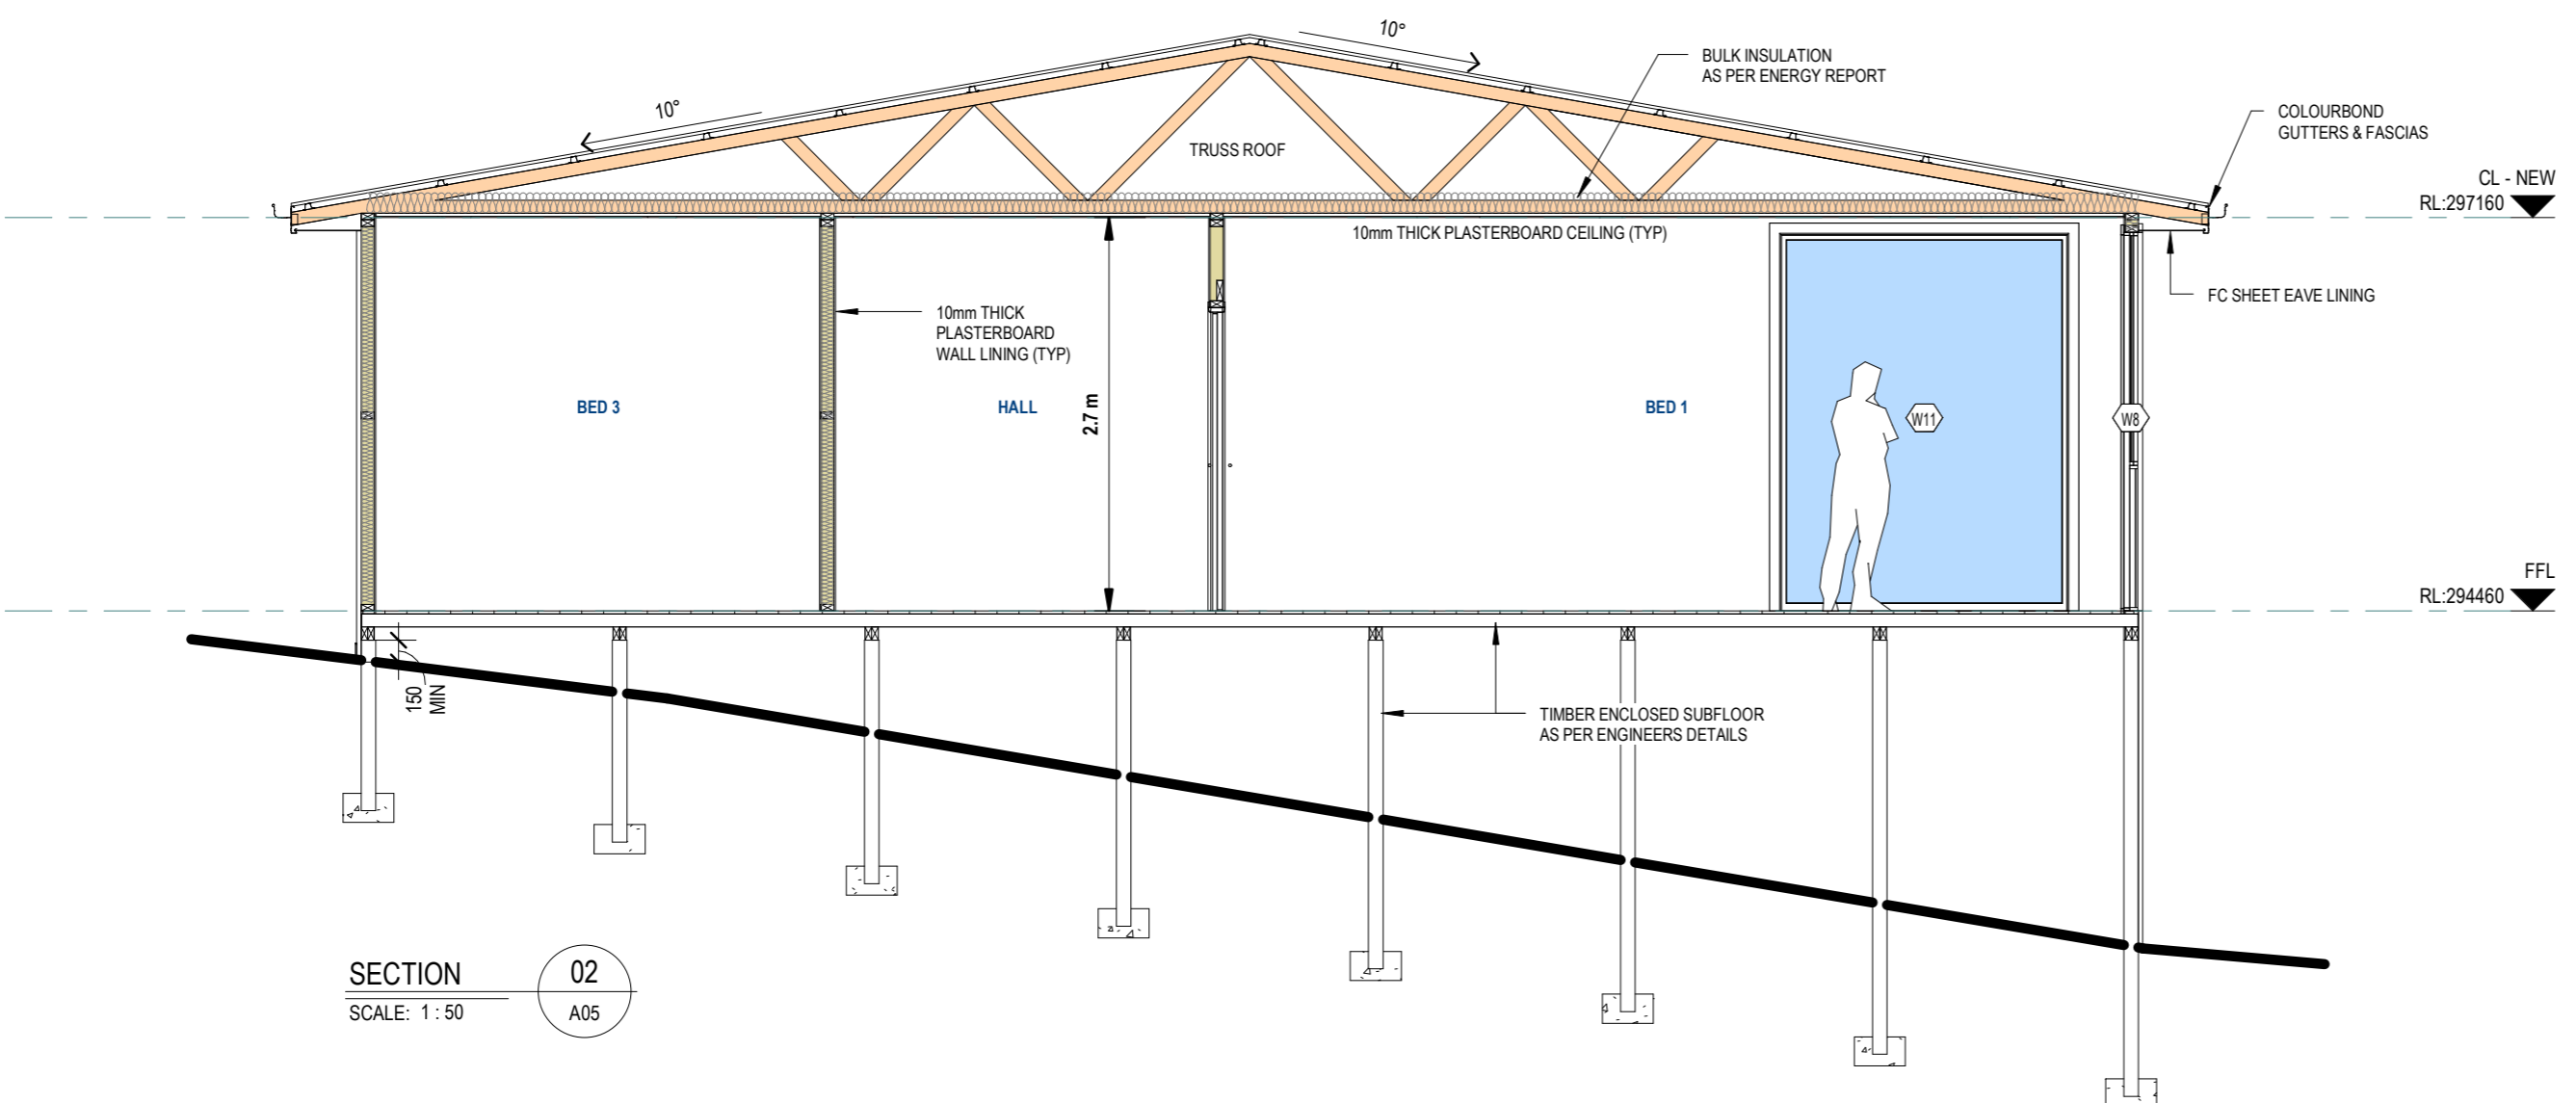 10°
10°
BULK INSULATION
AS PER ENERGY REPORT
COLOURBOND
GUTTERS & FASCIAS
TRUSS ROOF
CL - NEW
RL:297160
10mm THICK PLASTERBOARD CEILING (TYP)
FC SHEET EAVE LINING
10mm THICK
PLASTERBOARD
WALL LINING (TYP)
BED 3
HALL
2.7 m
BED 1
W11
W8
FFL
RL:294460
150
MIN
TIMBER ENCLOSED SUBFLOOR
AS PER ENGINEERS DETAILS
SECTION
02
SCALE: 1 : 50
A05